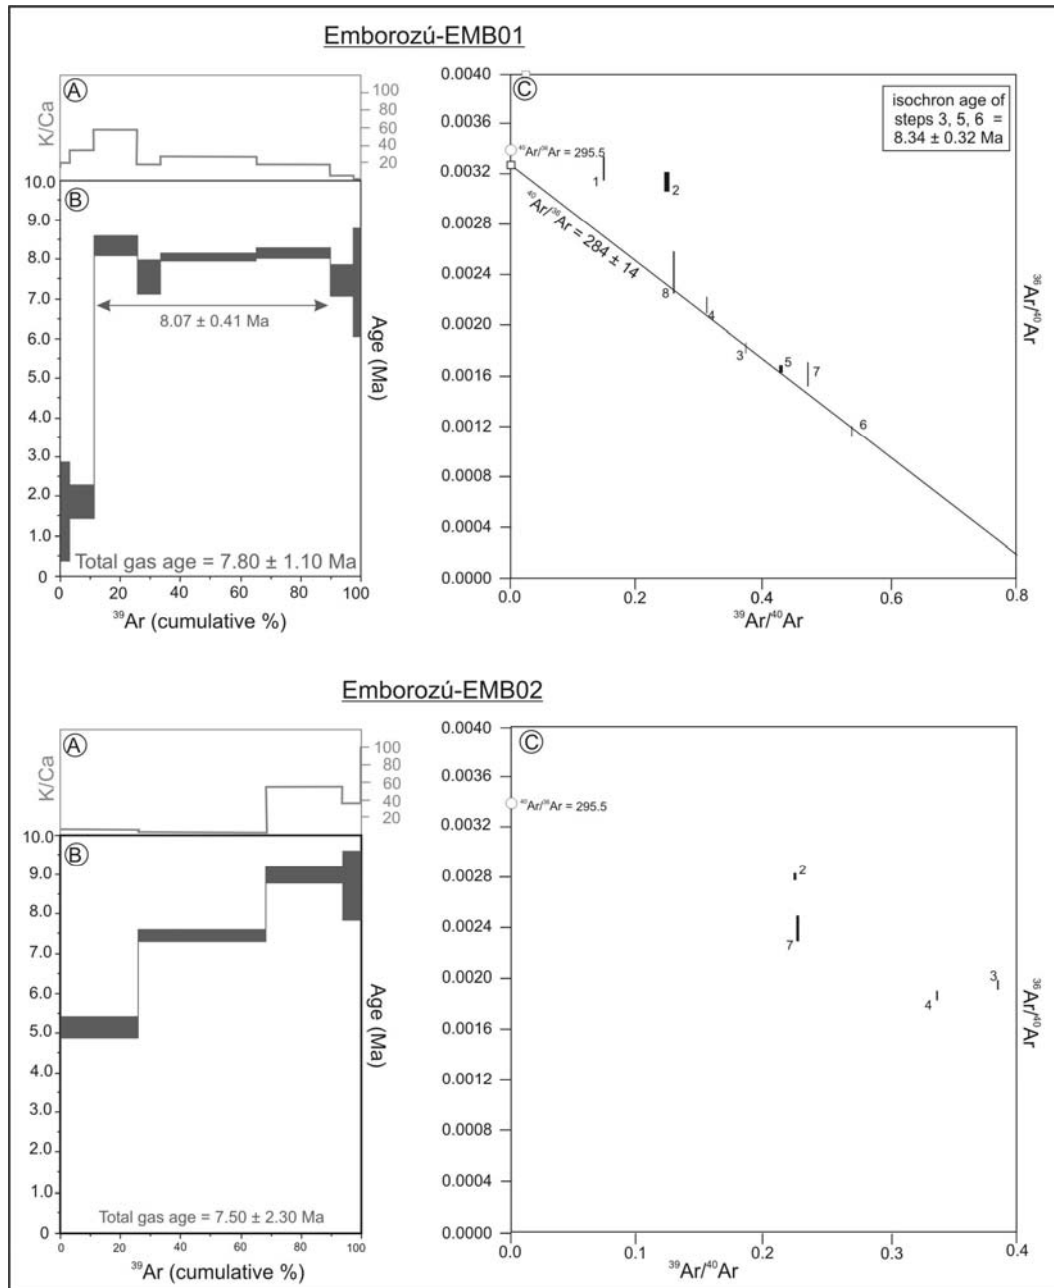 Emborozú-EMB01
A
K/Ca
100
80
60
40
20
B
10.0
9.0
8.0
7.0
6.0
5.0
4.0
3.0
2.0
1.0
0
8.07 ± 0.41 Ma
Total gas age = 7.80 ± 1.10 Ma
Age (Ma)
0 20 40 60 80 100
³⁹Ar (cumulative %)
C
0.0040
0.0036
0.0032
0.0028
0.0024
0.0020
0.0016
0.0012
0.0008
0.0004
0.0000
isochron age of
steps 3, 5, 6 =
8.34 ± 0.32 Ma
⁴⁰Ar/³⁶Ar = 295.5
⁴⁰Ar/³⁶Ar = 284 ± 14
1
2
8
4
3
5
7
6
³⁶Ar/⁴⁰Ar
0.0 0.2 0.4 0.6 0.8
³⁹Ar/⁴⁰Ar
Emborozú-EMB02
A
K/Ca
100
80
60
40
20
B
10.0
9.0
8.0
7.0
6.0
5.0
4.0
3.0
2.0
1.0
0
Total gas age = 7.50 ± 2.30 Ma
Age (Ma)
0 20 40 60 80 100
³⁹Ar (cumulative %)
C
0.0040
0.0036
0.0032
0.0028
0.0024
0.0020
0.0016
0.0012
0.0008
0.0004
0.0000
⁴⁰Ar/³⁶Ar = 295.5
2
7
3
4
³⁶Ar/⁴⁰Ar
0.0 0.1 0.2 0.3 0.4
³⁹Ar/⁴⁰Ar